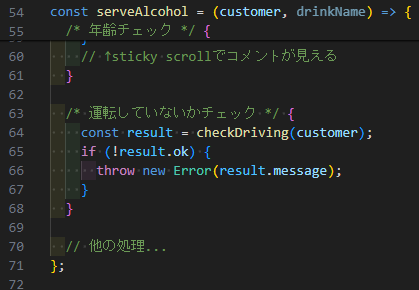 54 const serveAlcohol = (customer, drinkName) => {
55 /* 年齢チェック */ {
60 // ↑sticky scrollでコメントが見える
61 }
62
63 /* 運転していないかチェック */ {
64 const result = checkDriving(customer);
65 if (!result.ok) {
66 throw new Error(result.message);
67 }
68 }
69
70 // 他の処理...
71 };
72